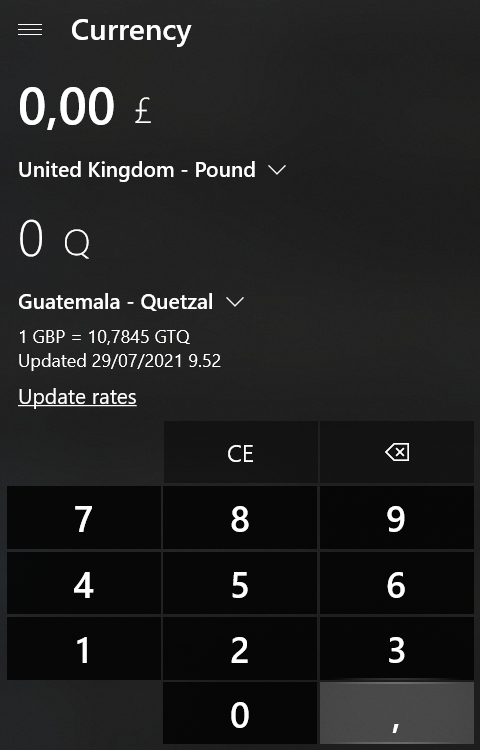 Currency
0,00 £
United Kingdom - Pound
0 Q
Guatemala - Quetzal
1 GBP = 10,7845 GTQ
Updated 29/07/2021 9.52
Update rates
CE
7 8 9
4 5 6
1 2 3
0 ,